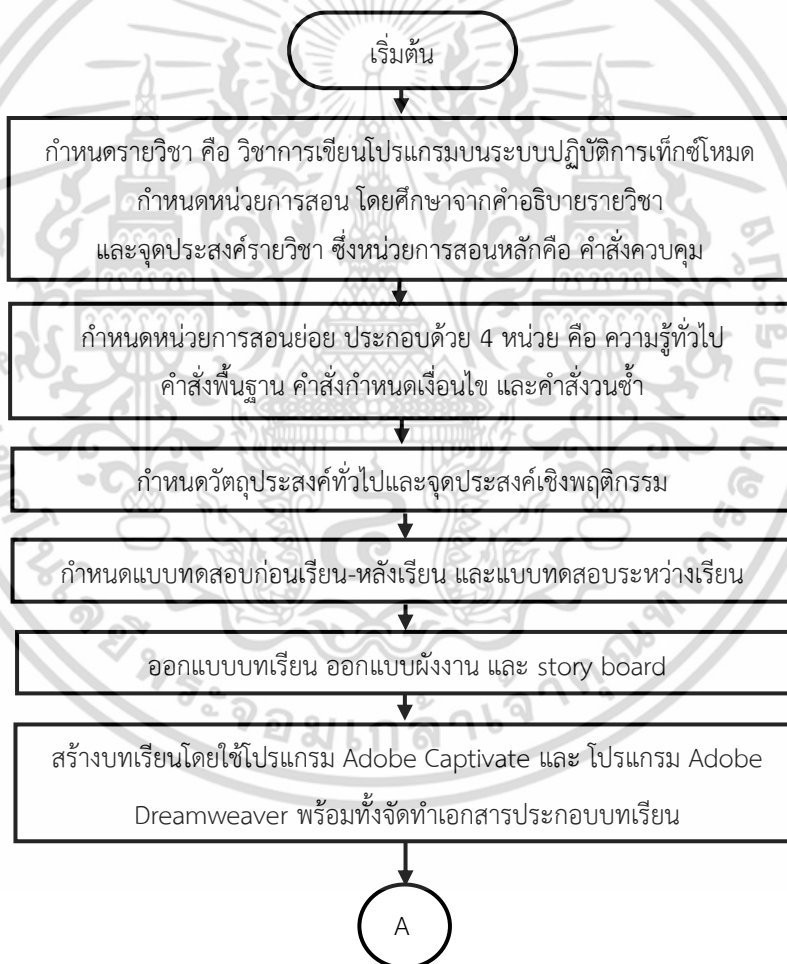 เริ่มต้น
กำหนดรายวิชา คือ วิชาการเขียนโปรแกรมบนระบบปฏิบัติการเท็กซ์โหมด
กำหนดหน่วยการสอน โดยศึกษาจากคำอธิบายรายวิชา
และจุดประสงค์รายวิชา ซึ่งหน่วยการสอนหลักคือ คำสั่งควบคุม
กำหนดหน่วยการสอนย่อย ประกอบด้วย 4 หน่วย คือ ความรู้ทั่วไป
คำสั่งพื้นฐาน คำสั่งกำหนดเงื่อนไข และคำสั่งวนซ้ำ
กำหนดวัตถุประสงค์ทั่วไปและจุดประสงค์เชิงพฤติกรรม
กำหนดแบบทดสอบก่อนเรียน-หลังเรียน และแบบทดสอบระหว่างเรียน
ออกแบบบทเรียน ออกแบบผังงาน และ story board
สร้างบทเรียนโดยใช้โปรแกรม Adobe Captivate และ โปรแกรม Adobe
Dreamweaver พร้อมทั้งจัดทำเอกสารประกอบบทเรียน
A